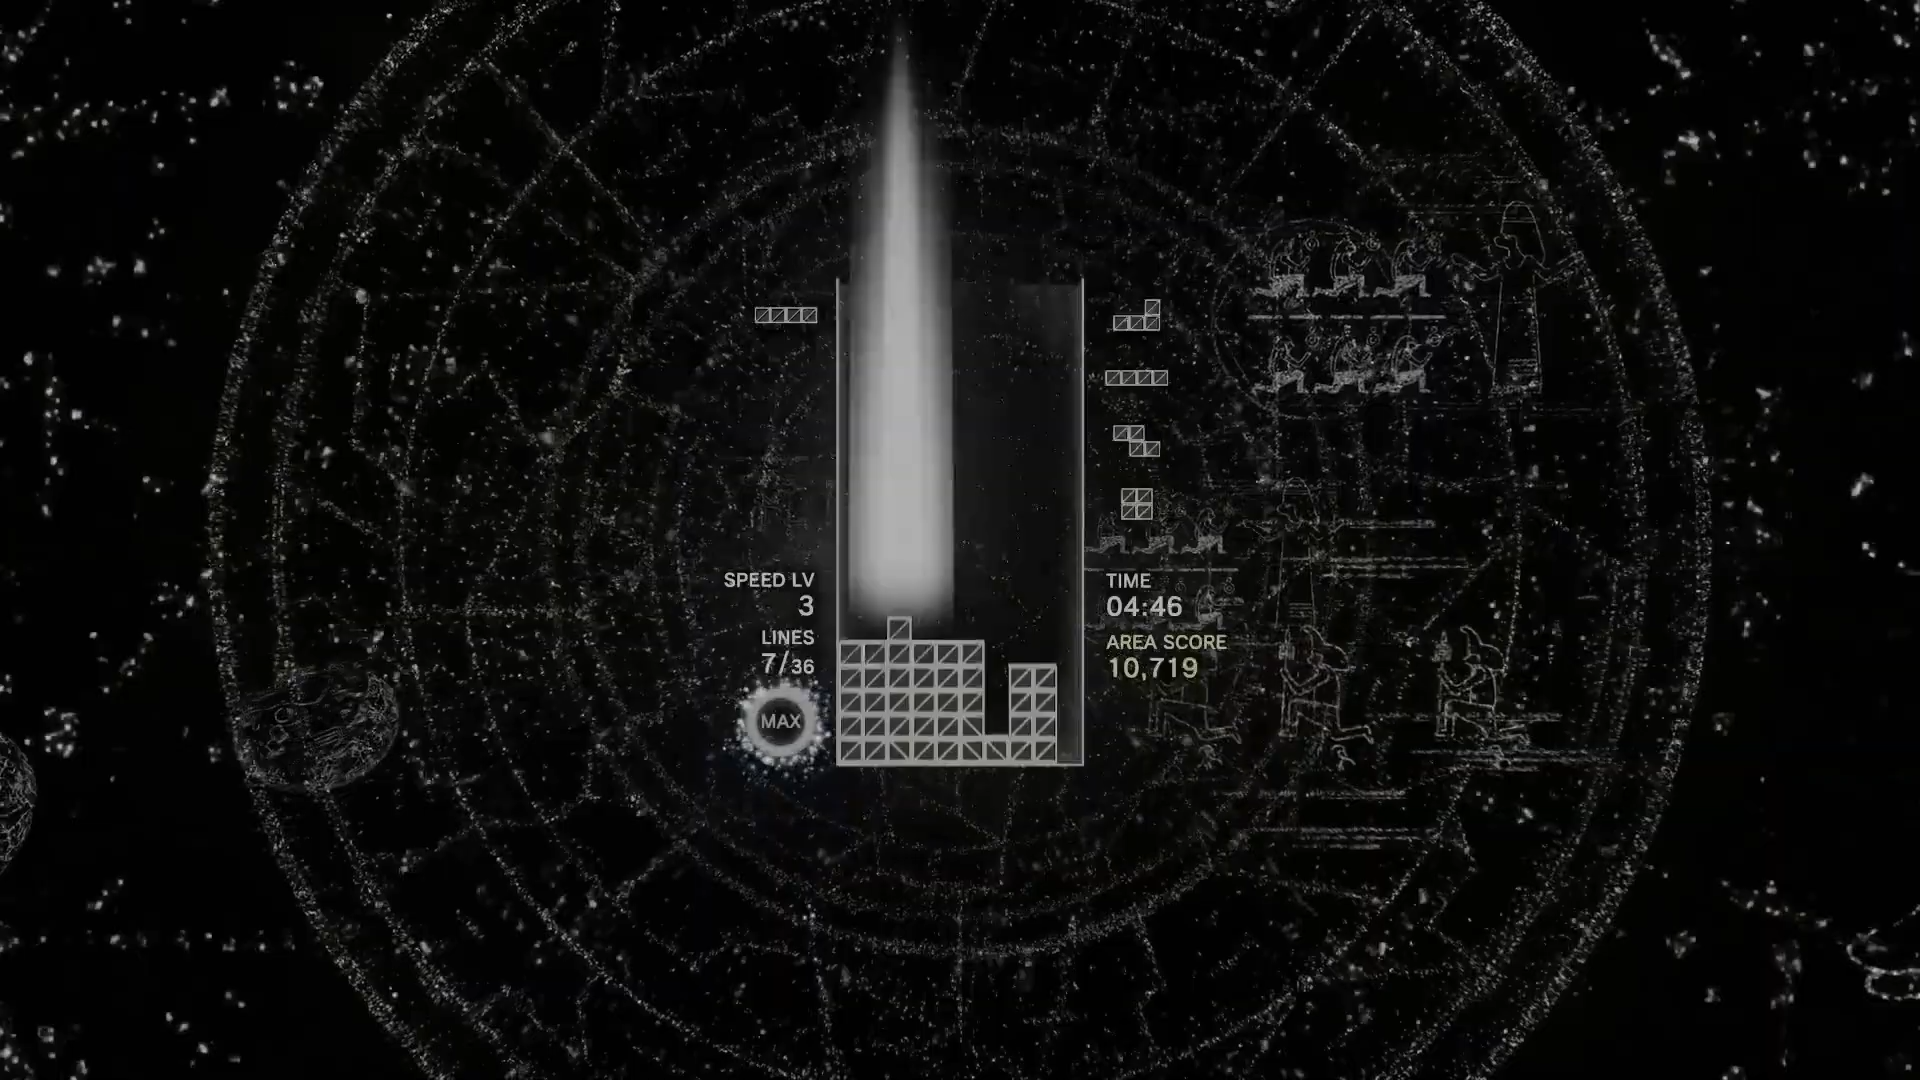 SPEED LV
3
LINES
7/36
MAX
TIME
04:46
AREA SCORE
10,719